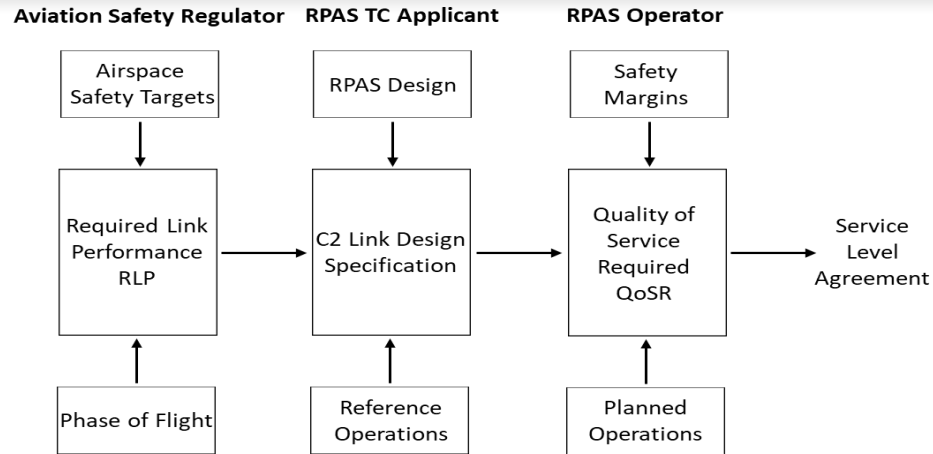 Aviation Safety Regulator
RPAS TC Applicant
RPAS Operator
Airspace
Safety Targets
RPAS Design
Safety
Margins
Required Link
Performance
RLP
C2 Link Design
Specification
Quality of
Service
Required
QoSR
Service
Level
Agreement
Phase of Flight
Reference
Operations
Planned
Operations